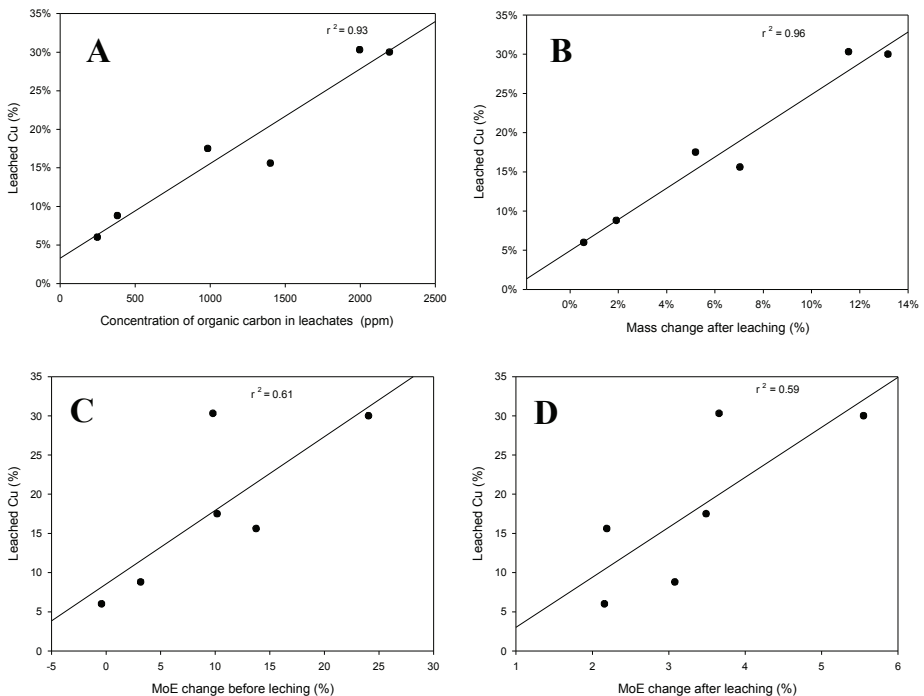 A
r² = 0.93
Leached Cu (%)
35%
30%
25%
20%
15%
10%
5%
0%
0 500 1000 1500 2000 2500
Concentration of organic carbon in leachates (ppm)
B
r² = 0.96
Leached Cu (%)
35%
30%
25%
20%
15%
10%
5%
0%
0% 2% 4% 6% 8% 10% 12% 14%
Mass change after leaching (%)
C
r² = 0.61
Leached Cu (%)
35
30
25
20
15
10
5
0
-5 0 5 10 15 20 25 30
MoE change before leching (%)
D
r² = 0.59
Leached Cu (%)
35
30
25
20
15
10
5
0
1 2 3 4 5 6
MoE change after leaching (%)